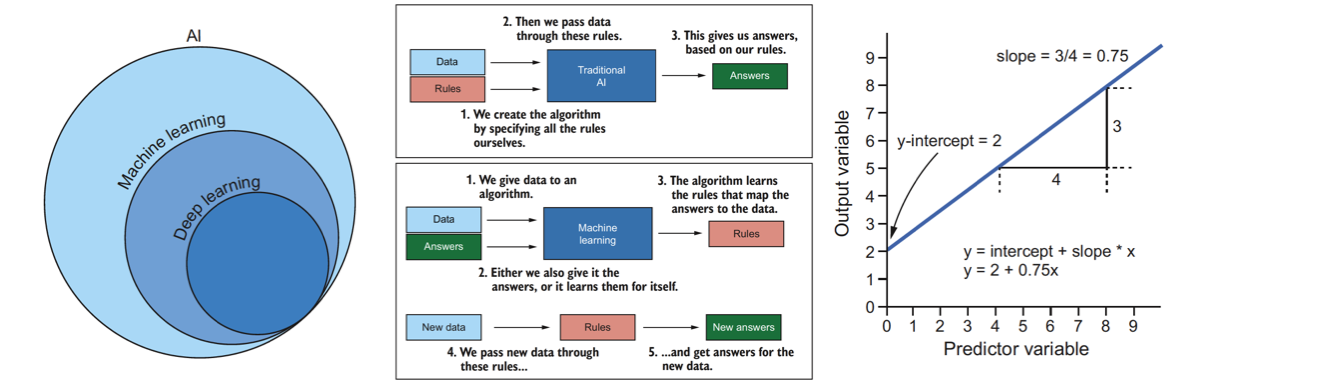 AI
Machine learning
Deep learning
2. Then we pass data
through these rules.
3. This gives us answers,
based on our rules.
Data
Rules
Traditional
AI
Answers
1. We create the algorithm
by specifying all the rules
ourselves.
1. We give data to an
algorithm.
3. The algorithm learns
the rules that map the
answers to the data.
Data
Answers
Machine
learning
Rules
2. Either we also give it the
answers, or it learns them for itself.
New data
Rules
New answers
4. We pass new data through
these rules...
5. ...and get answers for the
new data.
slope = 3/4 = 0.75
y-intercept = 2
3
4
y = intercept + slope * x
y = 2 + 0.75x
Output variable
9
8
7
6
5
4
3
2
1
0
0 1 2 3 4 5 6 7 8 9
Predictor variable